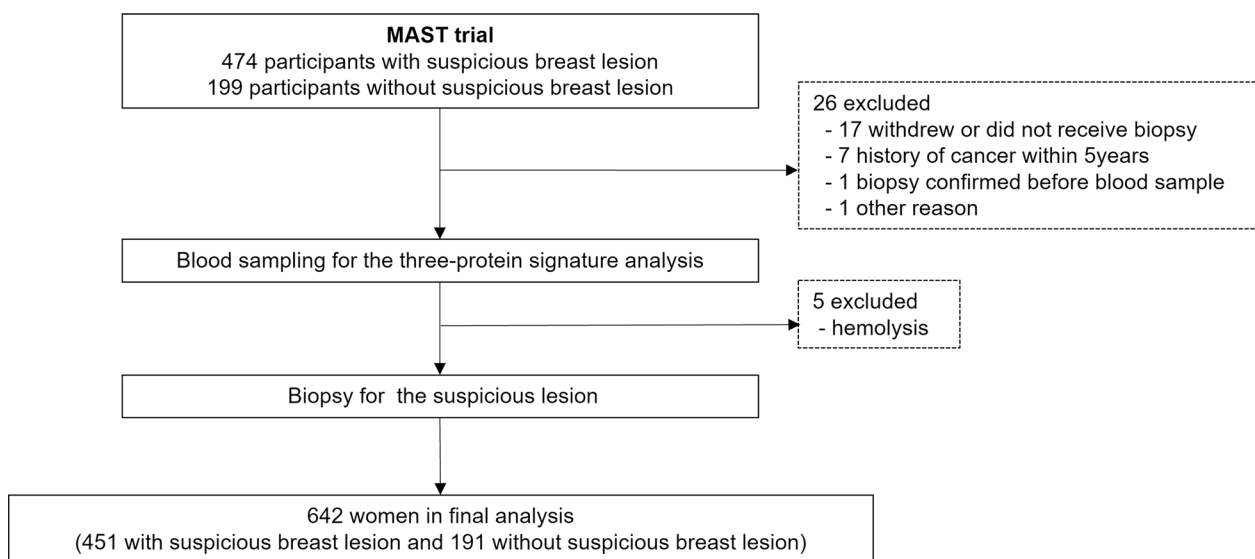 MAST trial
474 participants with suspicious breast lesion
199 participants without suspicious breast lesion
26 excluded
- 17 withdrew or did not receive biopsy
- 7 history of cancer within 5years
- 1 biopsy confirmed before blood sample
- 1 other reason
Blood sampling for the three-protein signature analysis
5 excluded
- hemolysis
Biopsy for the suspicious lesion
642 women in final analysis
(451 with suspicious breast lesion and 191 without suspicious breast lesion)